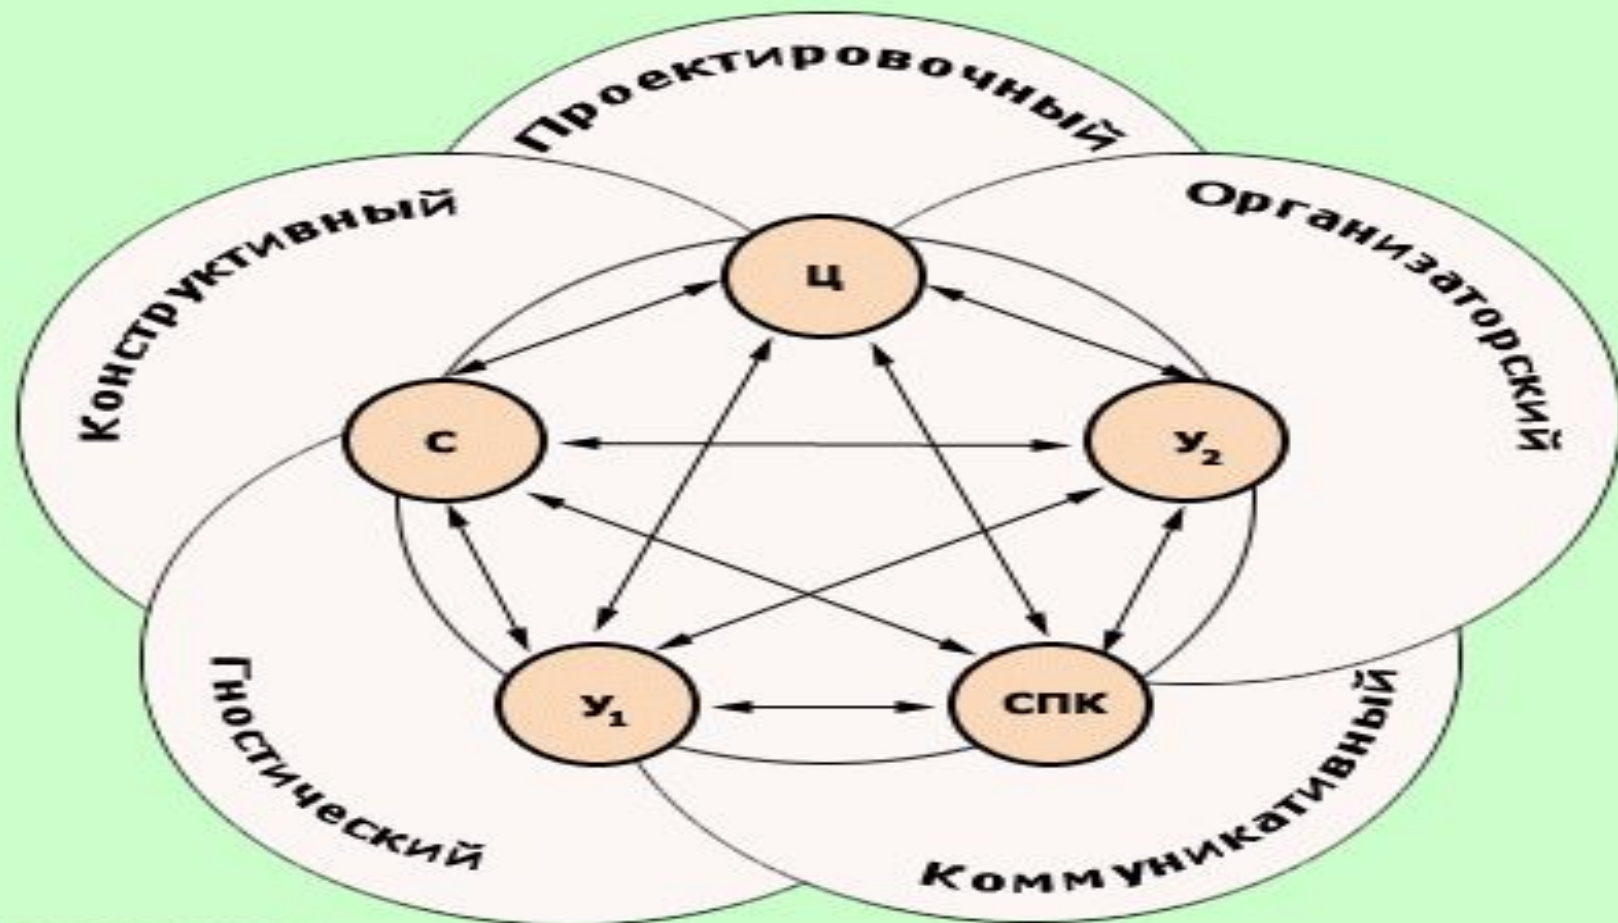 Проектировочный
Конструктивный
Организаторский
Ц
С
У₂
У₁
СПК
Гностический
Коммуникативный